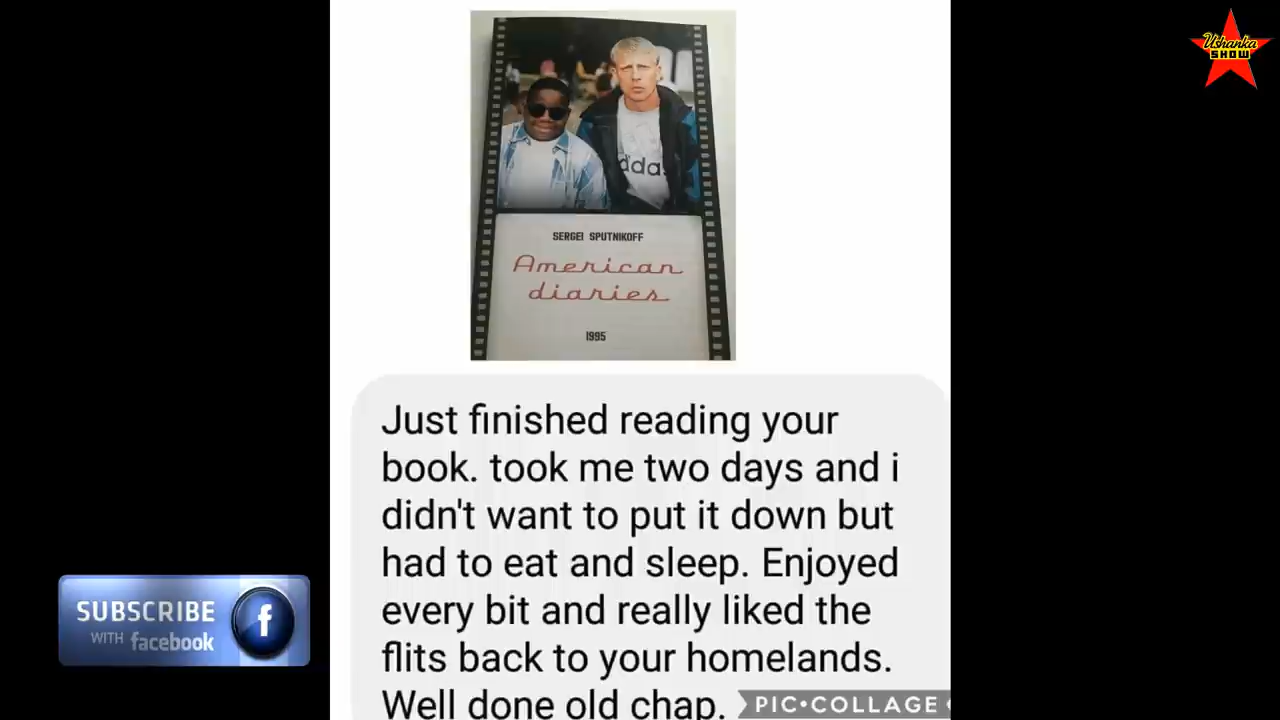 Ushanka
SHOW
ddas
SERGEI SPUTNIKOFF
American
diaries
1995
Just finished reading your
book. took me two days and i
didn't want to put it down but
had to eat and sleep. Enjoyed
every bit and really liked the
flits back to your homelands.
Well done old chap.
PIC•COLLAGE
SUBSCRIBE
WITH facebook
f